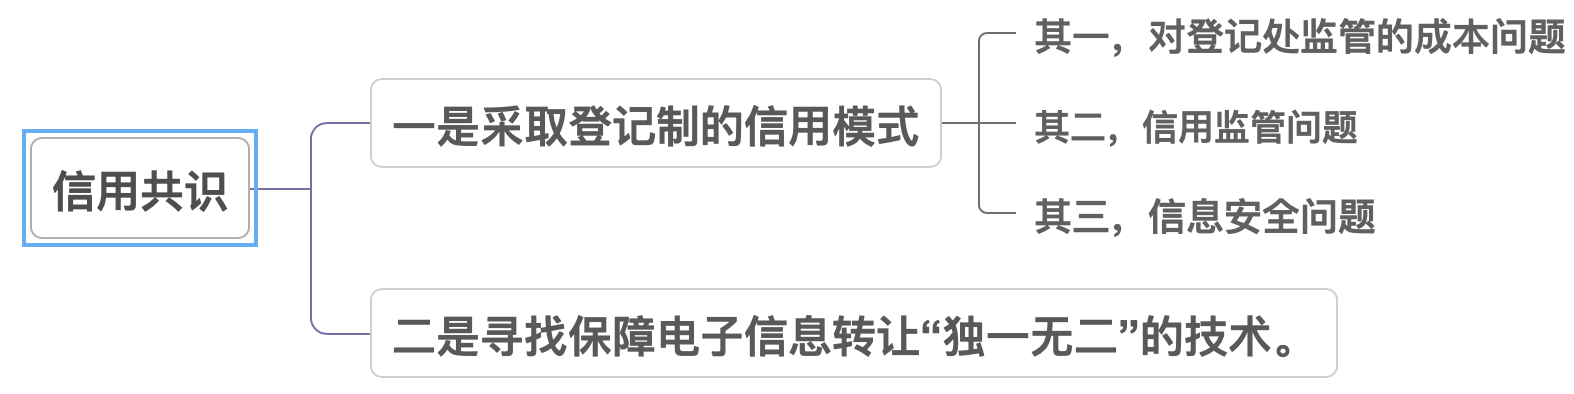 信用共识
一是采取登记制的信用模式
其一，对登记处监管的成本问题
其二，信用监管问题
其三，信息安全问题
二是寻找保障电子信息转让“独一无二”的技术。